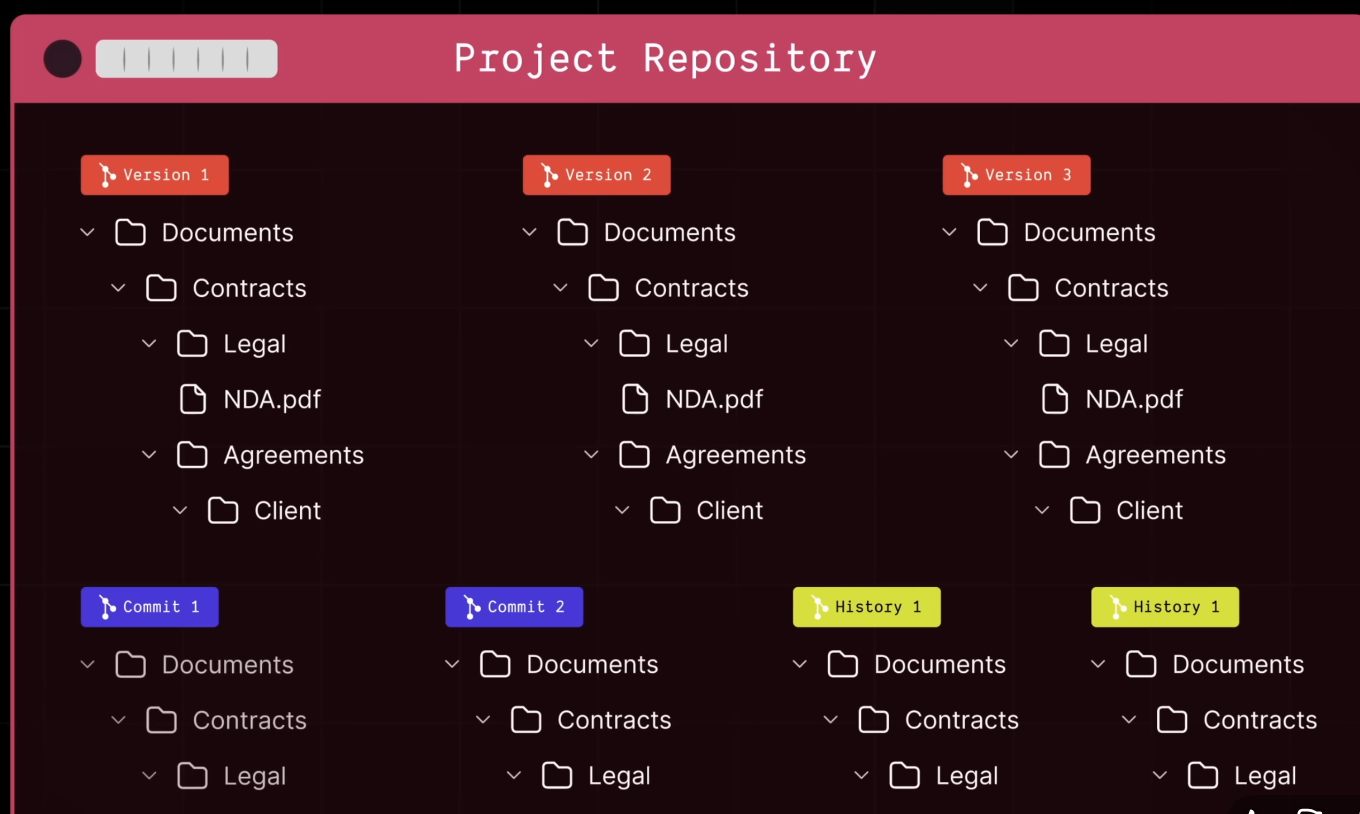 Project Repository
Version 1
Documents
Contracts
Legal
NDA.pdf
Agreements
Client
Version 2
Documents
Contracts
Legal
NDA.pdf
Agreements
Client
Version 3
Documents
Contracts
Legal
NDA.pdf
Agreements
Client
Commit 1
Documents
Contracts
Legal
Commit 2
Documents
Contracts
Legal
History 1
Documents
Contracts
Legal
History 1
Documents
Contracts
Legal